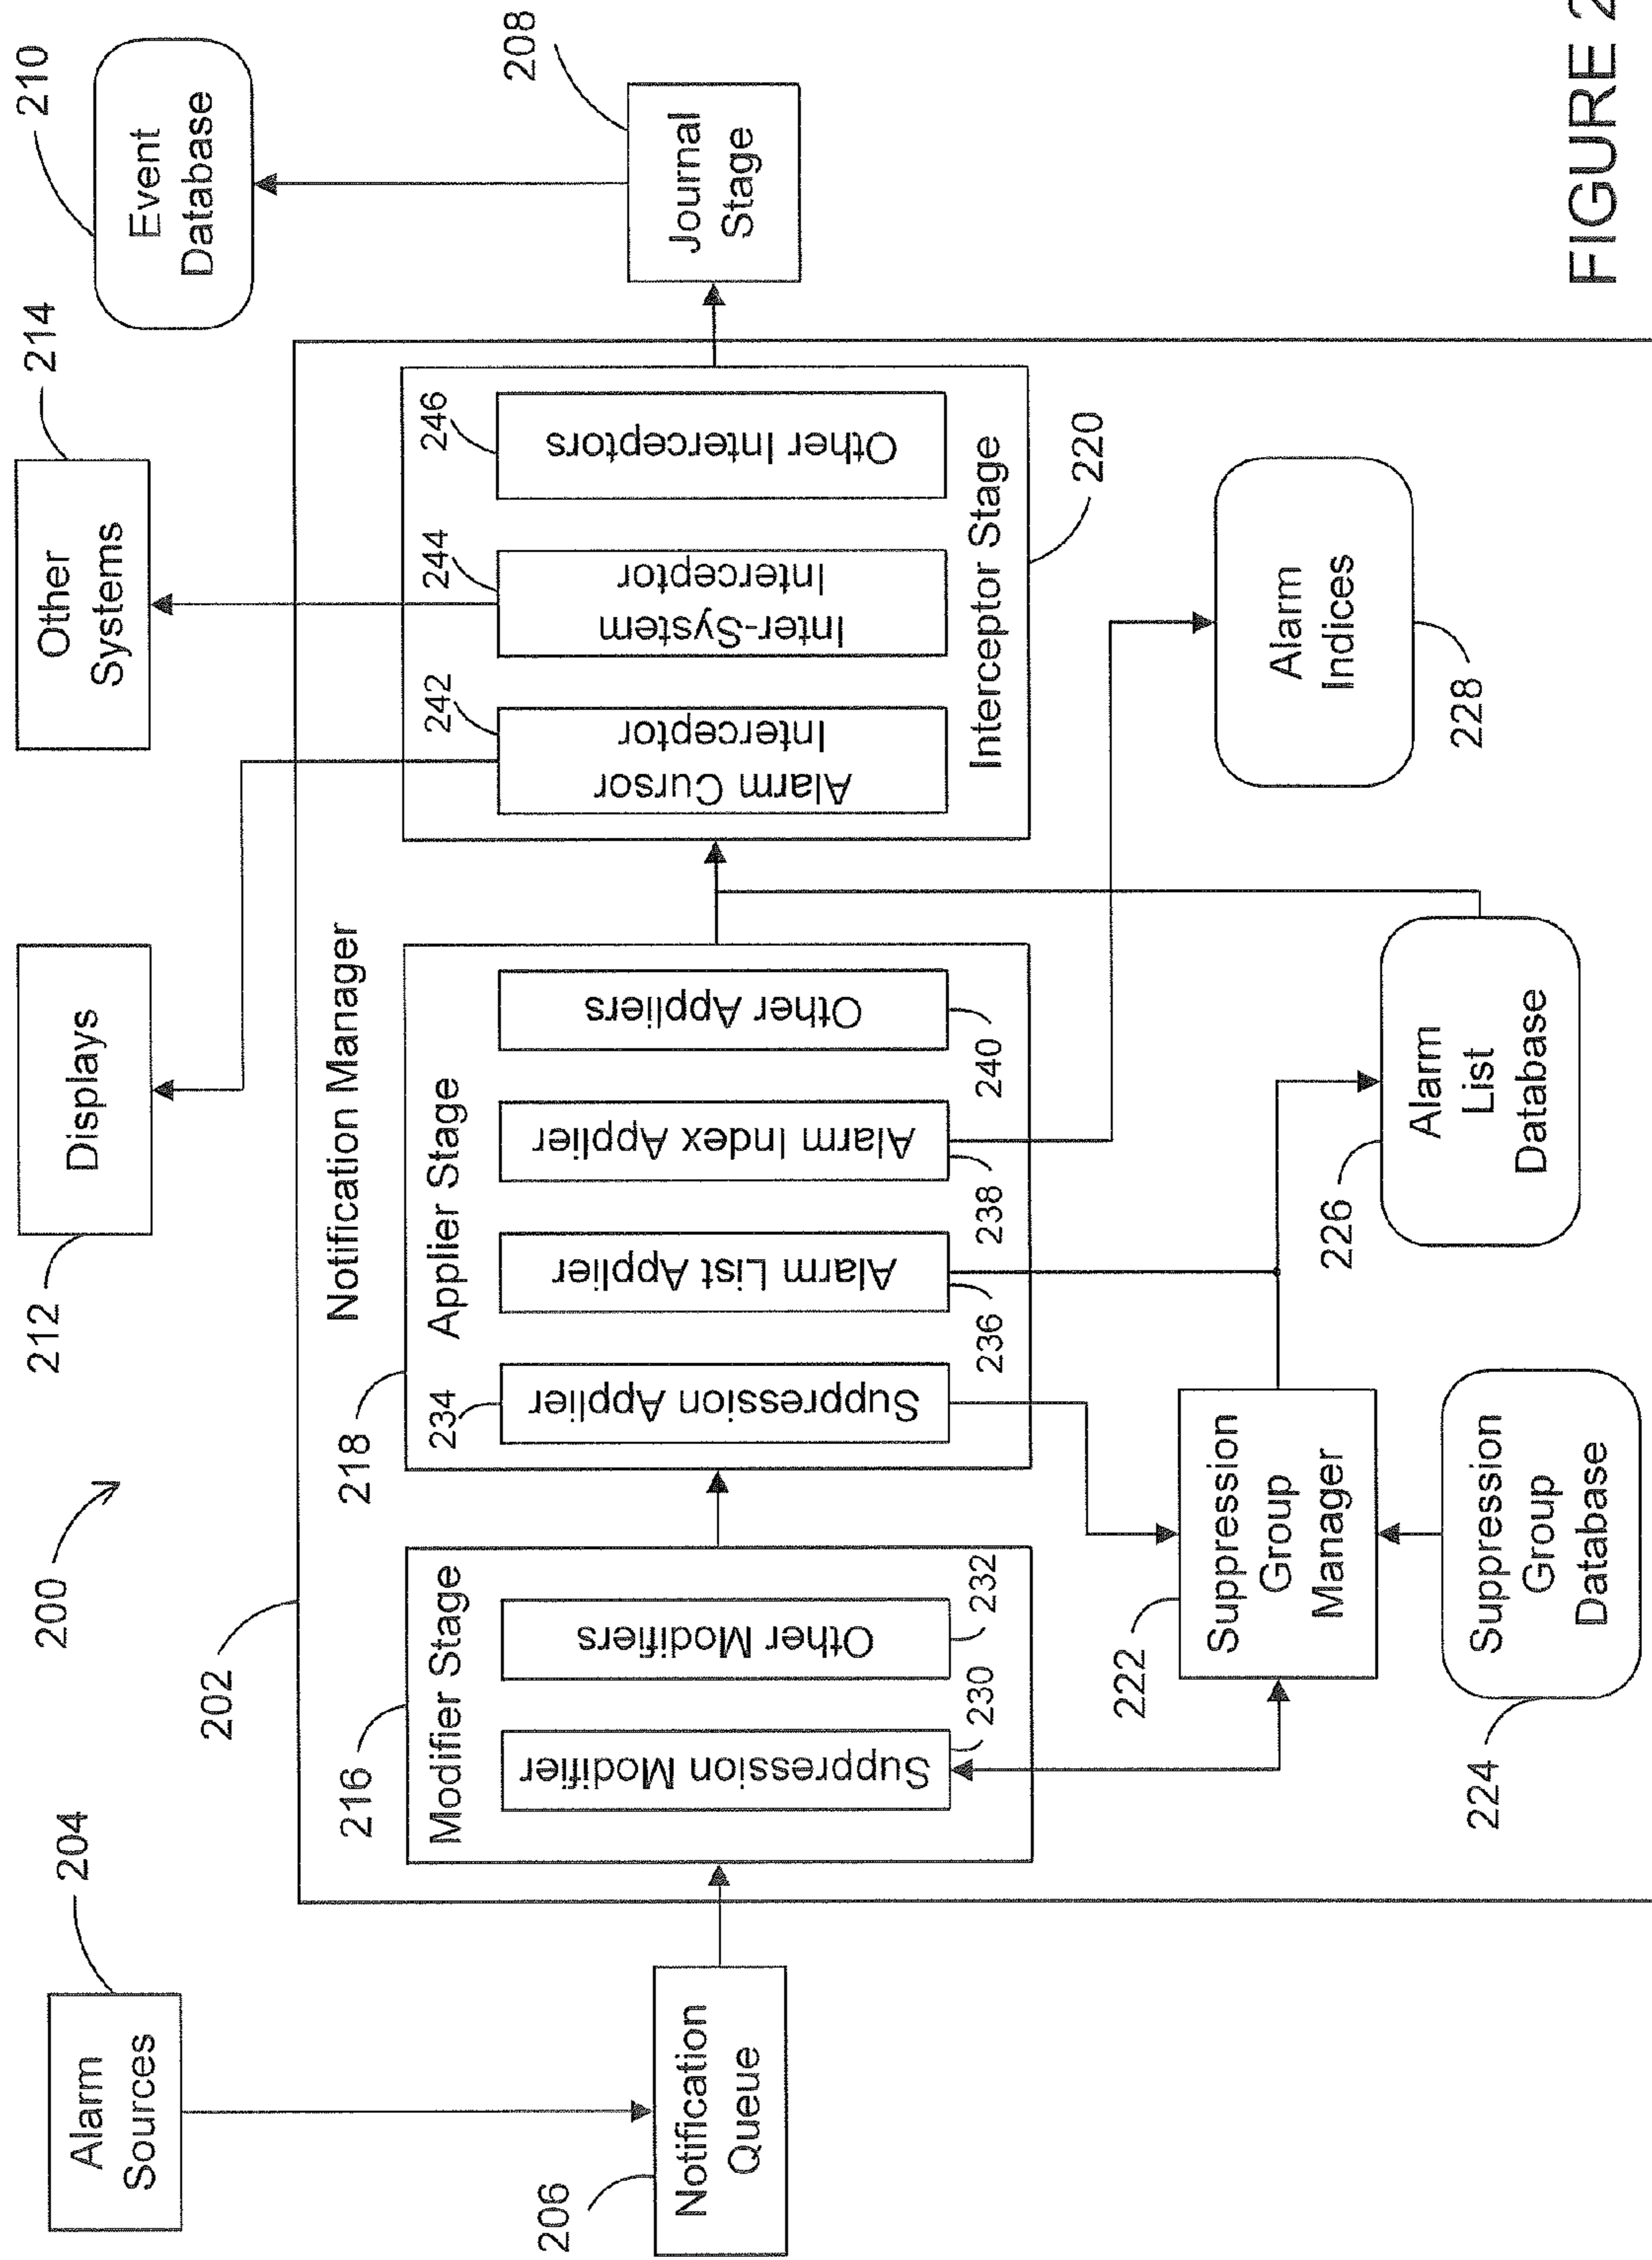 200
204
Alarm
Sources
212
Displays
Other
Systems
214
Event
Database
210
202
Notification Manager
206
Notification
Queue
216
Modifier Stage
Suppression Modifier
230
Other Modifiers
232
218
Applier Stage
234
Suppression Applier
Alarm List Applier
236
Alarm Index Applier
238
Other Appliers
240
242
Alarm Cursor
Interceptor
244
Inter-System
Interceptor
246
Other Interceptors
Interceptor Stage
220
Journal
Stage
208
222
Suppression
Group
Manager
224
Suppression
Group
Database
226
Alarm
List
Database
Alarm
Indices
228
FIGURE 2